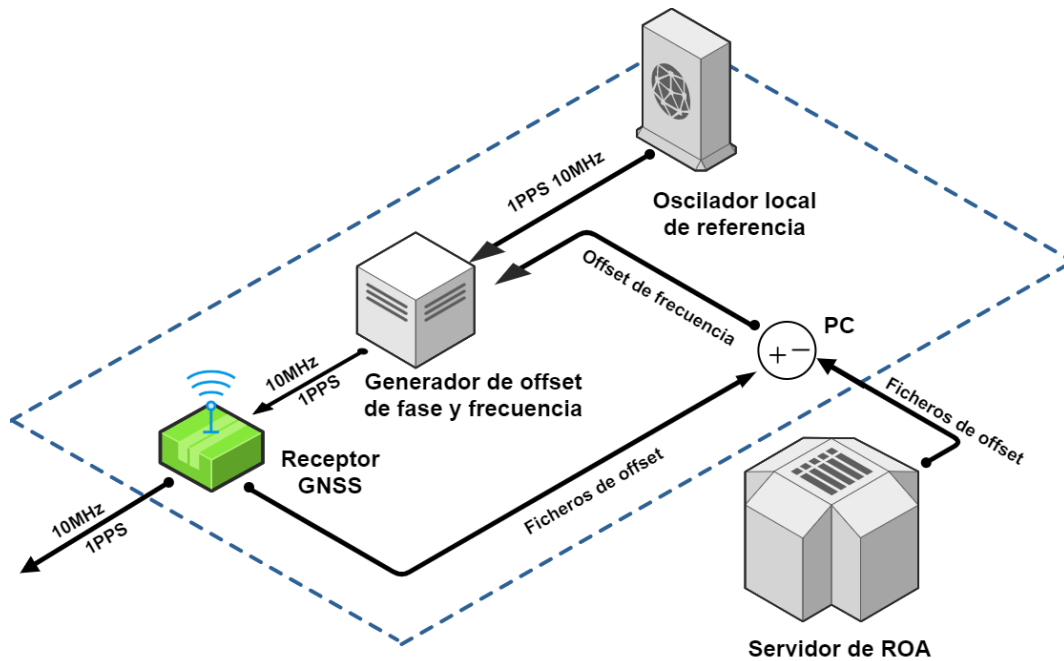 1PPS 10MHz
Oscilador local
de referencia
Offset de frecuencia
PC
10MHz
1PPS
Generador de offset
de fase y frecuencia
Ficheros de offset
Receptor
GNSS
Ficheros de offset
10MHz
1PPS
Servidor de ROA